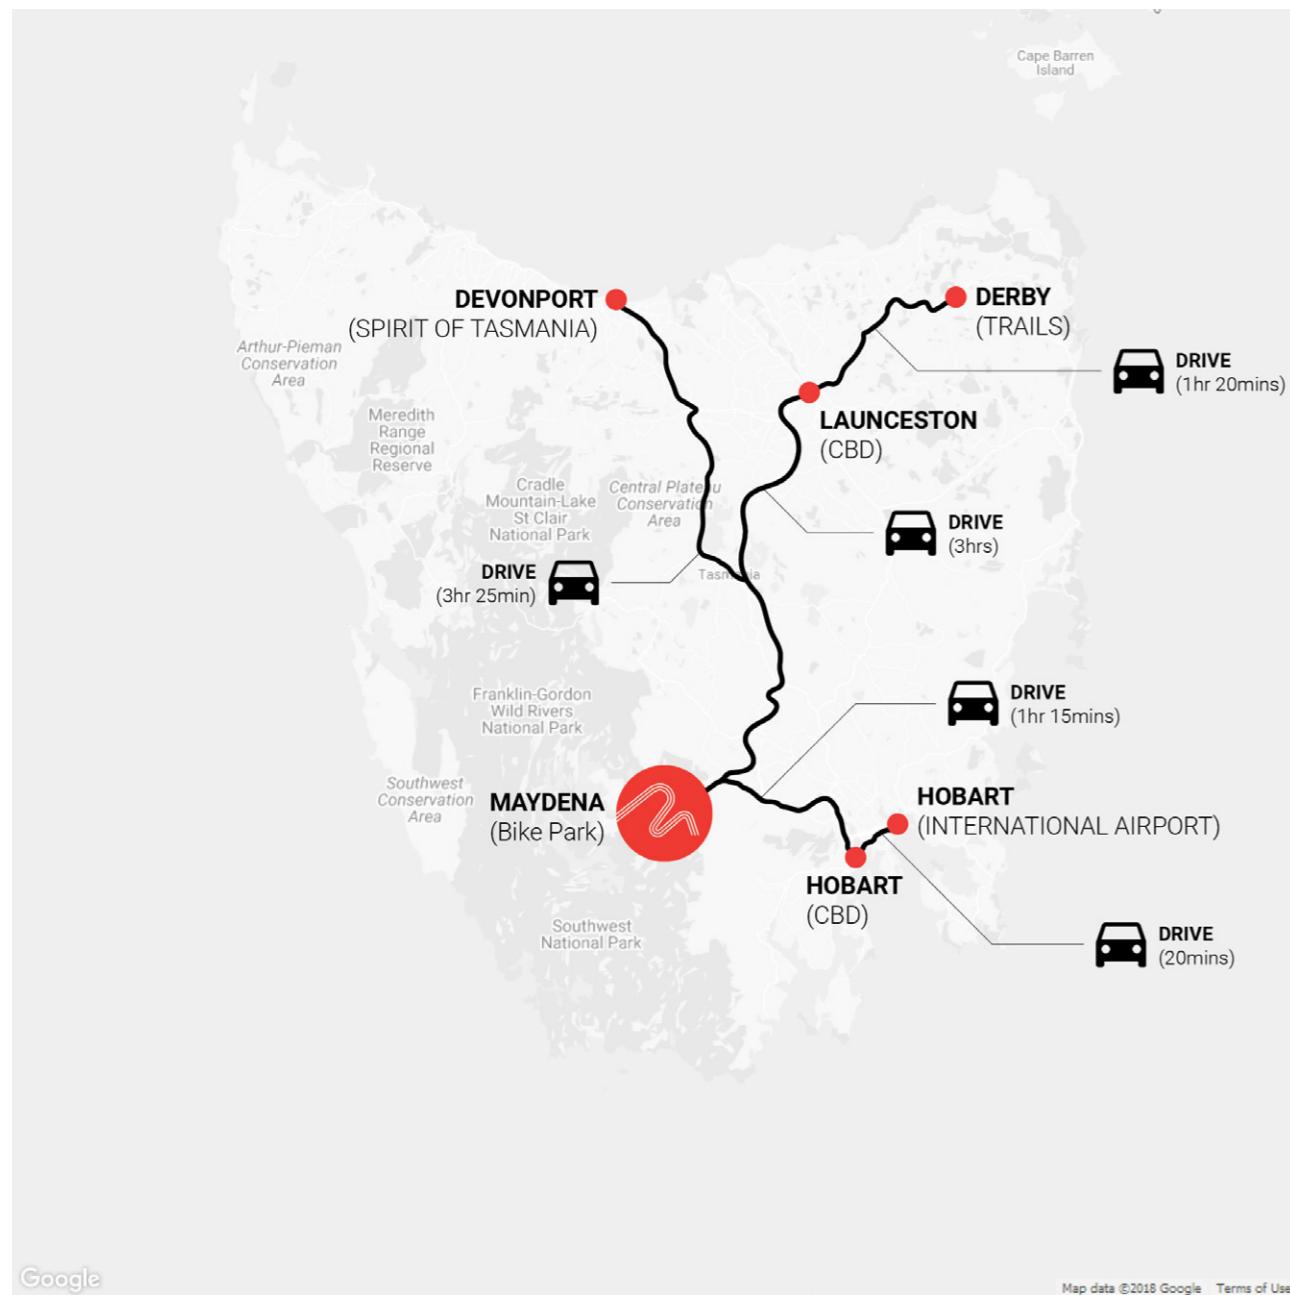 Cape Barren
Island
DEVONPORT
(SPIRIT OF TASMANIA)
DERBY
(TRAILS)
Arthur-Pieman
Conservation
Area
DRIVE
(1hr 20mins)
Meredith
Range
Regional
Reserve
LAUNCESTON
(CBD)
Cradle
Mountain-Lake
St Clair
National Park
Central Plateau
Conservation
Area
DRIVE
(3hrs)
DRIVE
(3hr 25min)
Tasmania
Franklin-Gordon
Wild Rivers
National Park
DRIVE
(1hr 15mins)
Southwest
Conservation
Area
MAYDENA
(Bike Park)
HOBART
(INTERNATIONAL AIRPORT)
HOBART
(CBD)
Southwest
National Park
DRIVE
(20mins)
Google
Map data ©2018 Google Terms of Use